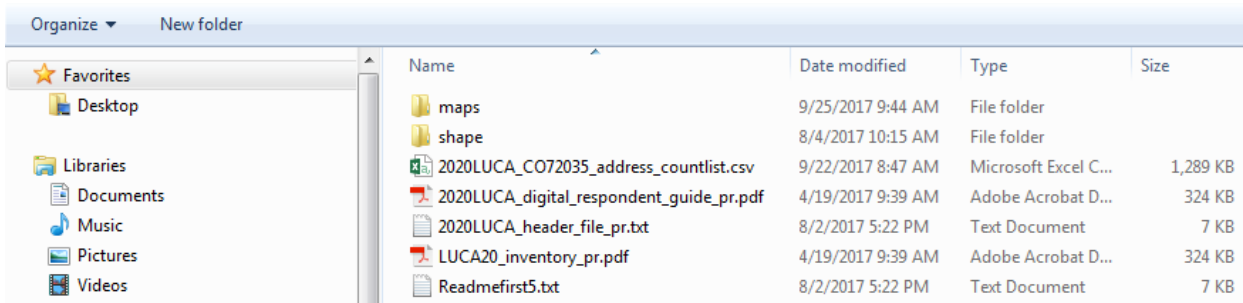 Organize New folder
Favorites
Desktop
Libraries
Documents
Music
Pictures
Videos
Name Date modified Type Size
maps 9/25/2017 9:44 AM File folder
shape 8/4/2017 10:15 AM File folder
2020LUCA_CO72035_address_countlist.csv 9/22/2017 8:47 AM Microsoft Excel C... 1,289 KB
2020LUCA_digital_respondent_guide_pr.pdf 4/19/2017 9:39 AM Adobe Acrobat D... 324 KB
2020LUCA_header_file_pr.txt 8/2/2017 5:22 PM Text Document 7 KB
LUCA20_inventory_pr.pdf 4/19/2017 9:39 AM Adobe Acrobat D... 324 KB
Readmefirst5.txt 8/2/2017 5:22 PM Text Document 7 KB